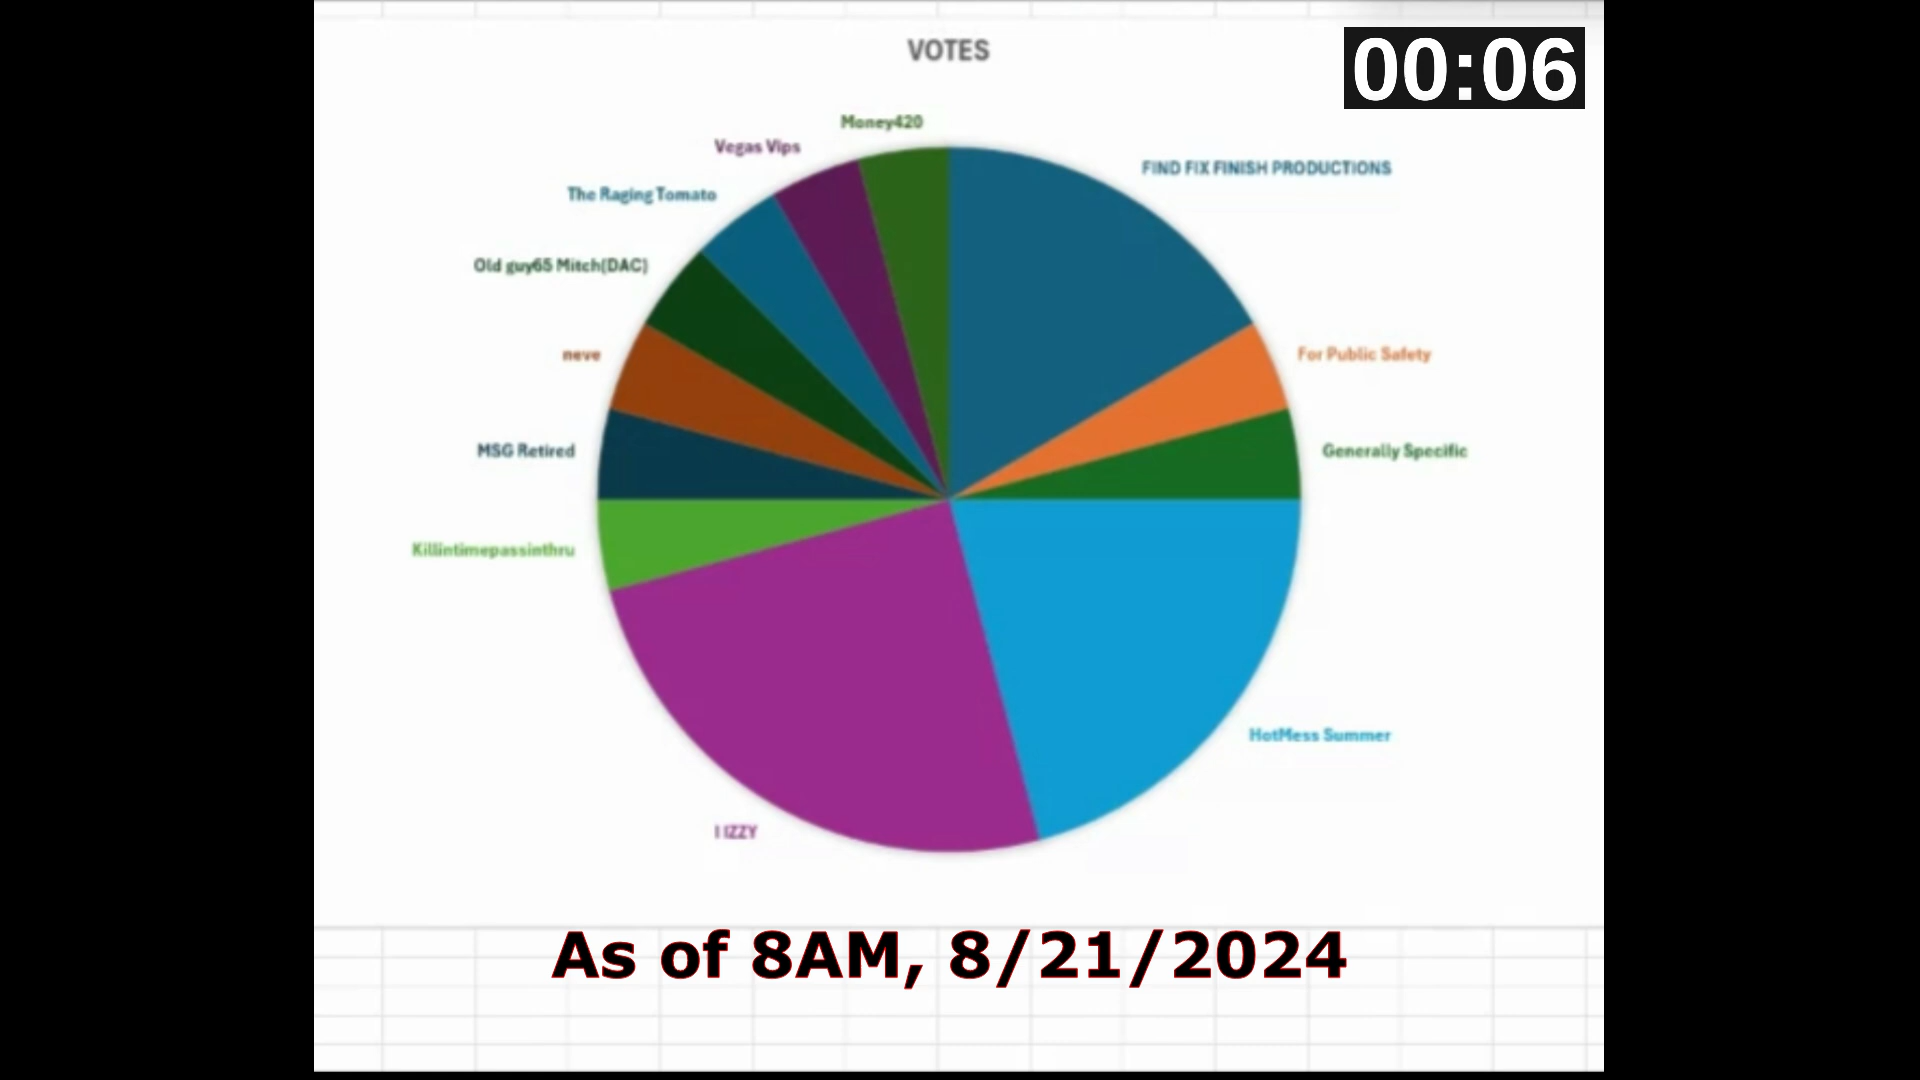 VOTES
00:06
Money420
Vegas Vips
FIND FIX FINISH PRODUCTIONS
The Raging Tomato
Old guy65 Mitch(DAC)
neve
For Public Safety
MSG Retired
Generally Specific
Killintimepassinthru
HotMess Summer
I IZZY
As of 8AM, 8/21/2024